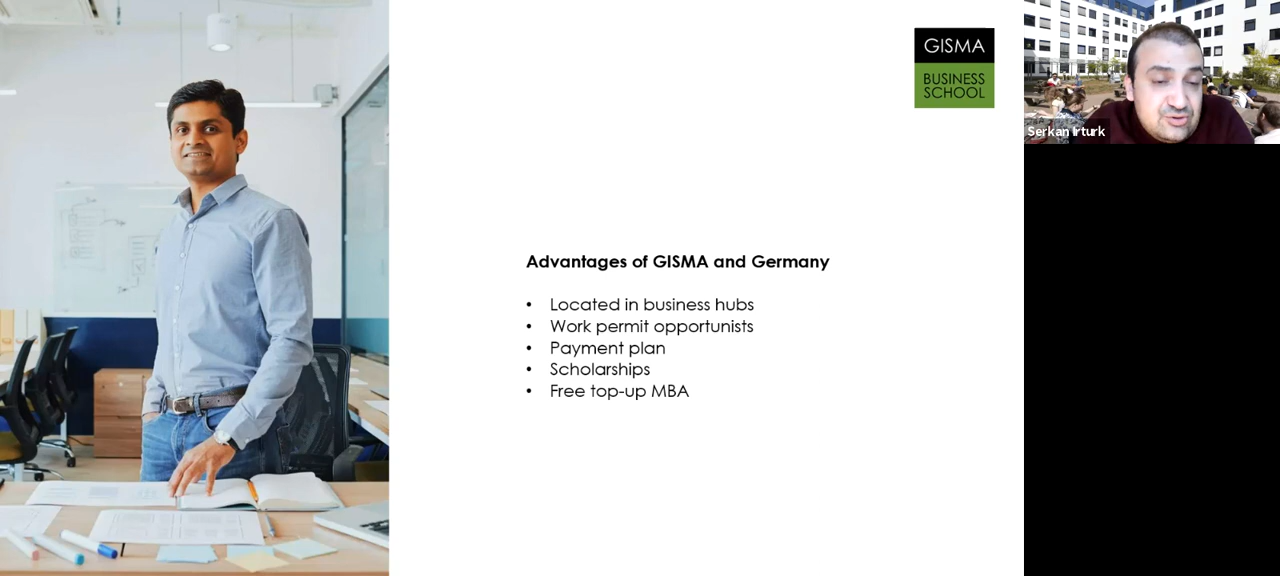 GISMA
BUSINESS
SCHOOL
Serkan Irturk
Advantages of GISMA and Germany
• Located in business hubs
• Work permit opportunists
• Payment plan
• Scholarships
• Free top-up MBA